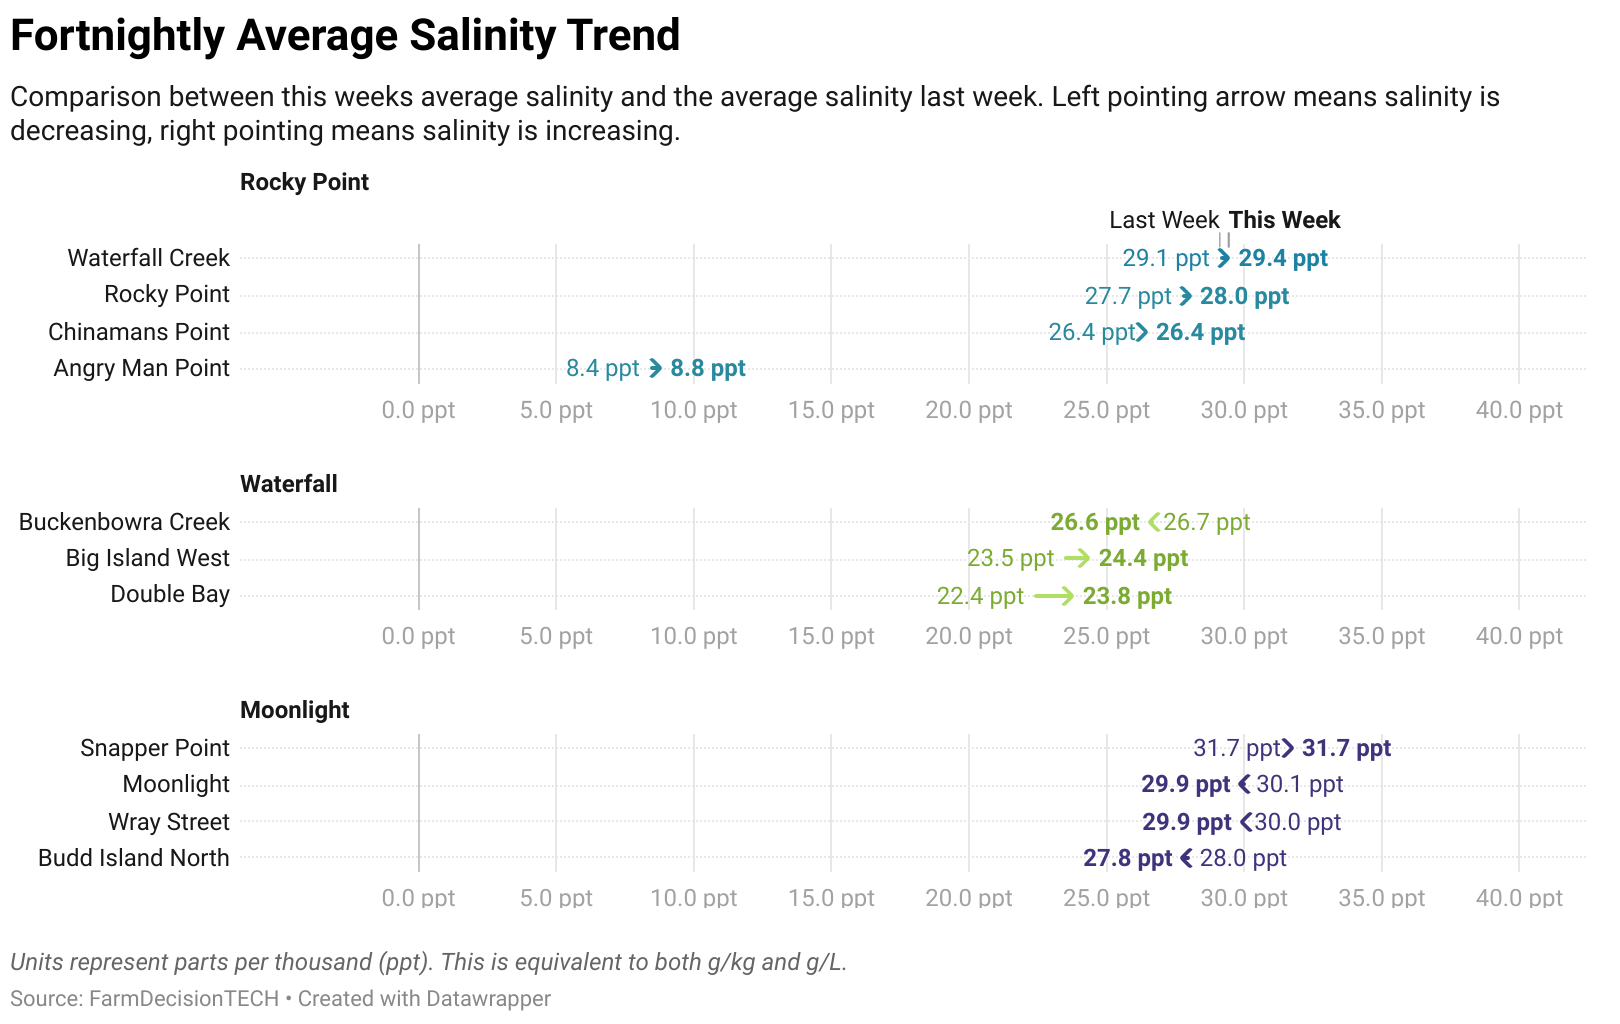 Fortnightly Average Salinity Trend
Comparison between this weeks average salinity and the average salinity last week. Left pointing arrow means salinity is
decreasing, right pointing means salinity is increasing.
Rocky Point
Last Week This Week
Waterfall Creek 29.1 ppt 29.4 ppt
Rocky Point 27.7 ppt 28.0 ppt
Chinamans Point 26.4 ppt 26.4 ppt
Angry Man Point 8.4 ppt 8.8 ppt
0.0 ppt 5.0 ppt 10.0 ppt 15.0 ppt 20.0 ppt 25.0 ppt 30.0 ppt 35.0 ppt 40.0 ppt
Waterfall
Buckenbowra Creek 26.6 ppt 26.7 ppt
Big Island West 23.5 ppt 24.4 ppt
Double Bay 22.4 ppt 23.8 ppt
0.0 ppt 5.0 ppt 10.0 ppt 15.0 ppt 20.0 ppt 25.0 ppt 30.0 ppt 35.0 ppt 40.0 ppt
Moonlight
Snapper Point 31.7 ppt 31.7 ppt
Moonlight 29.9 ppt 30.1 ppt
Wray Street 29.9 ppt 30.0 ppt
Budd Island North 27.8 ppt 28.0 ppt
0.0 ppt 5.0 ppt 10.0 ppt 15.0 ppt 20.0 ppt 25.0 ppt 30.0 ppt 35.0 ppt 40.0 ppt
Units represent parts per thousand (ppt). This is equivalent to both g/kg and g/L.
Source: FarmDecisionTECH • Created with Datawrapper